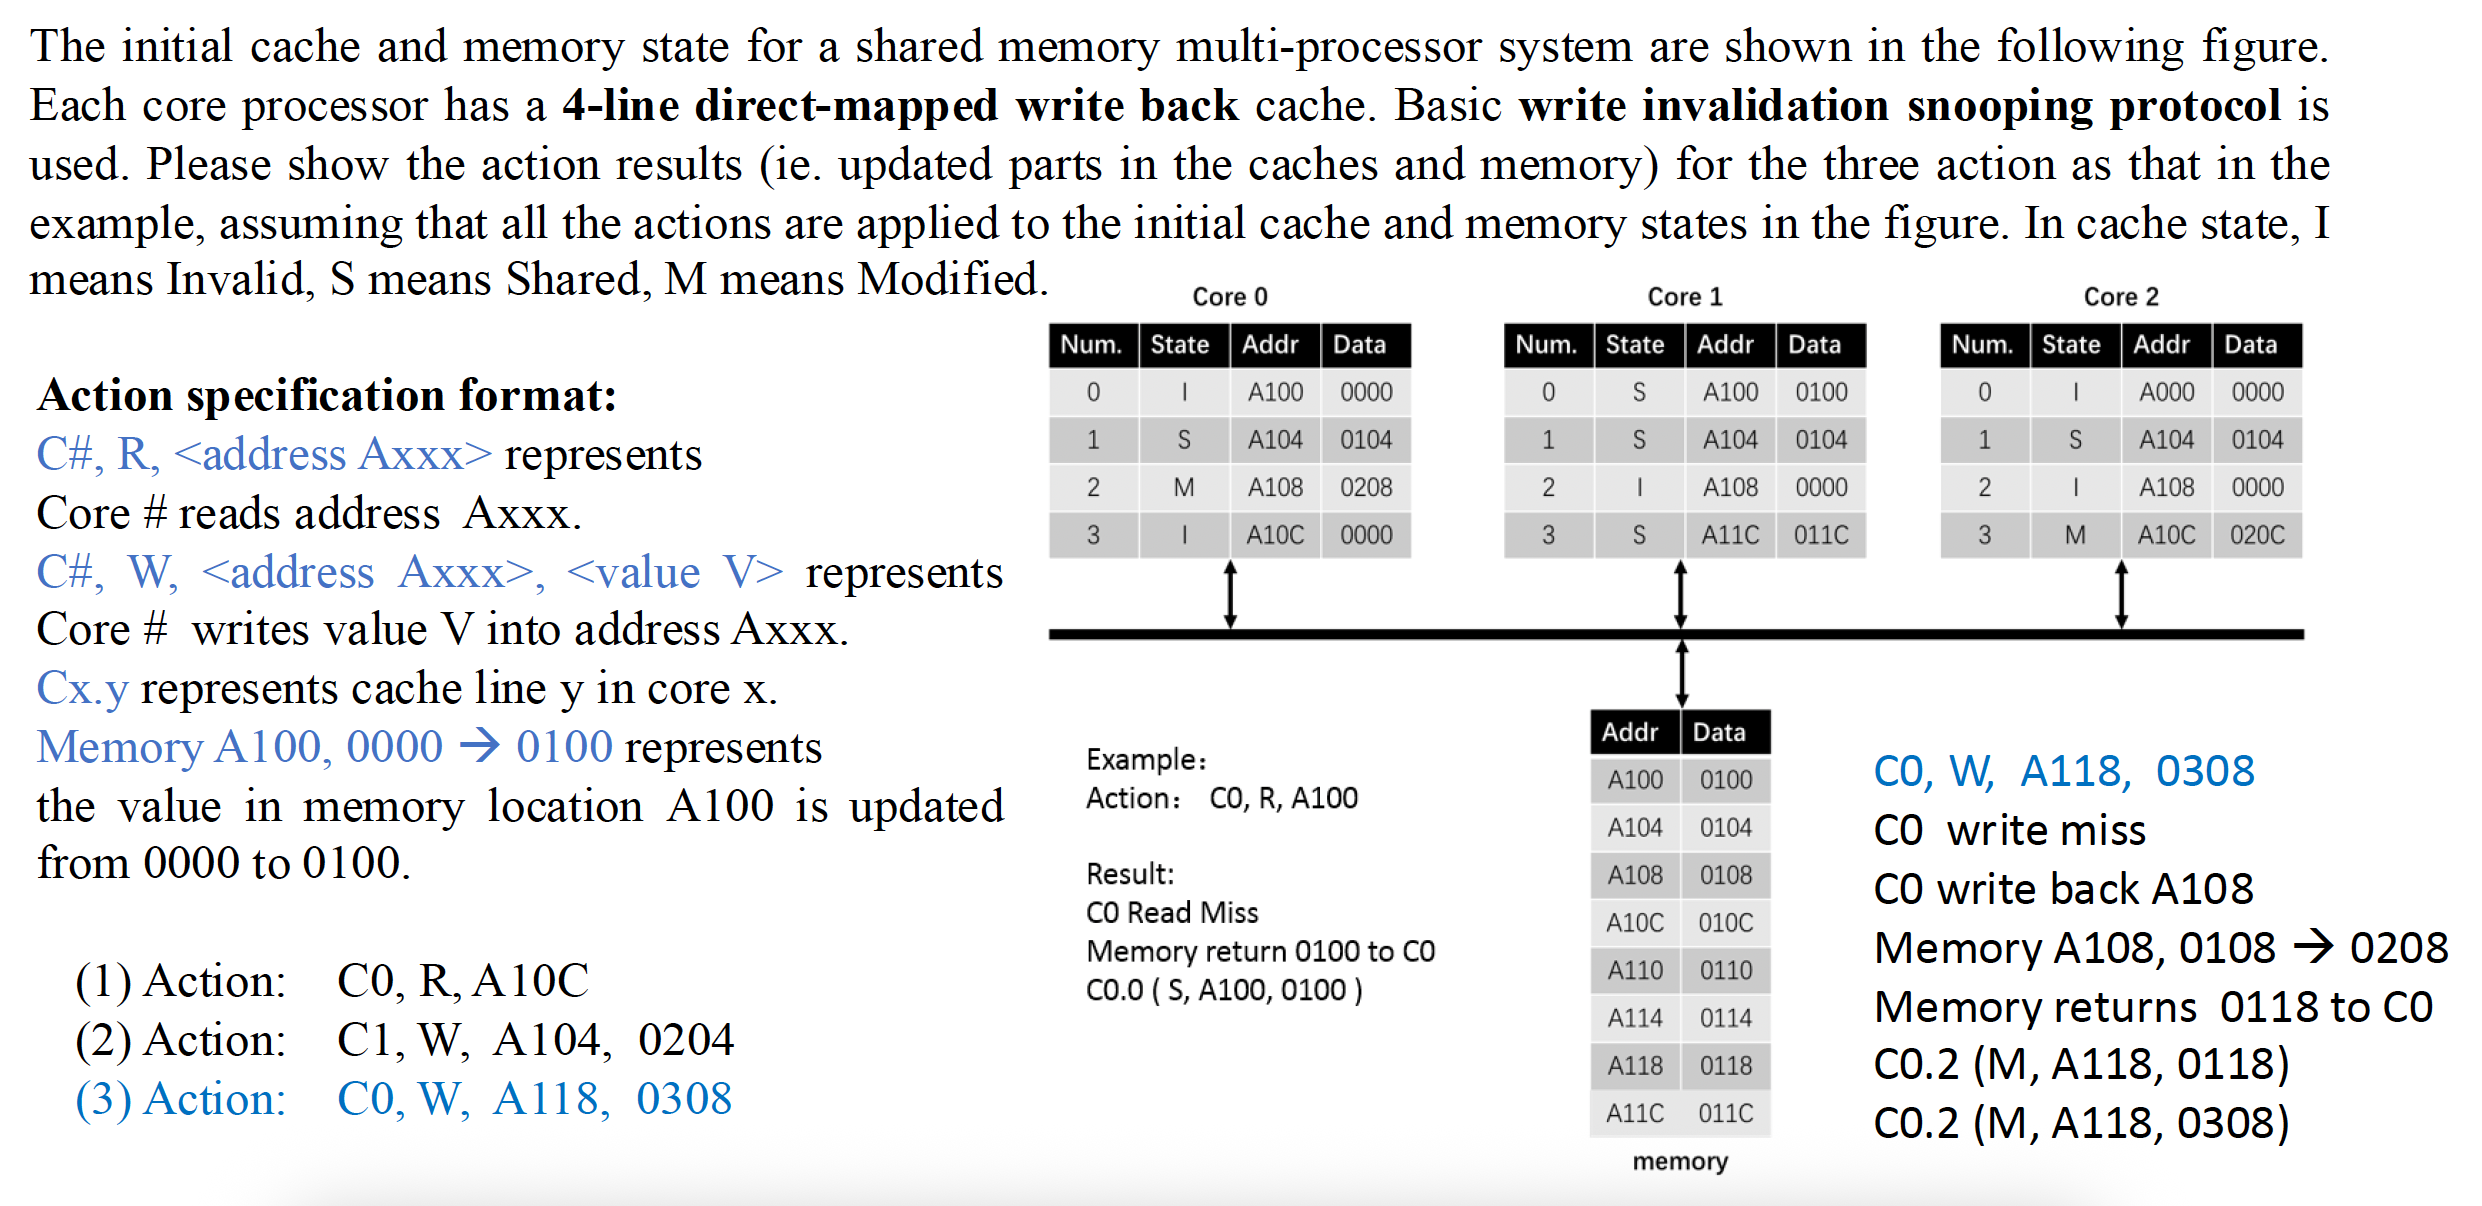 The initial cache and memory state for a shared memory multi-processor system are shown in the following figure.
Each core processor has a 4-line direct-mapped write back cache. Basic write invalidation snooping protocol is
used. Please show the action results (ie. updated parts in the caches and memory) for the three action as that in the
example, assuming that all the actions are applied to the initial cache and memory states in the figure. In cache state, I
means Invalid, S means Shared, M means Modified.
Action specification format:
C#, R, <address Axxx> represents
Core # reads address Axxx.
C#, W, <address Axxx>, <value V> represents
Core # writes value V into address Axxx.
Cx.y represents cache line y in core x.
Memory A100, 0000 → 0100 represents
the value in memory location A100 is updated
from 0000 to 0100.
(1) Action: C0, R, A10C
(2) Action: C1, W, A104, 0204
(3) Action: C0, W, A118, 0308
Core 0
Num. State Addr Data
0 I A100 0000
1 S A104 0104
2 M A108 0208
3 I A10C 0000
Core 1
Num. State Addr Data
0 S A100 0100
1 S A104 0104
2 I A108 0000
3 S A11C 011C
Core 2
Num. State Addr Data
0 I A000 0000
1 S A104 0104
2 I A108 0000
3 M A10C 020C
Example:
Action: C0, R, A100
Result:
C0 Read Miss
Memory return 0100 to C0
C0.0 ( S, A100, 0100 )
Addr Data
A100 0100
A104 0104
A108 0108
A10C 010C
A110 0110
A114 0114
A118 0118
A11C 011C
memory
C0, W, A118, 0308
C0 write miss
C0 write back A108
Memory A108, 0108 → 0208
Memory returns 0118 to C0
C0.2 (M, A118, 0118)
C0.2 (M, A118, 0308)